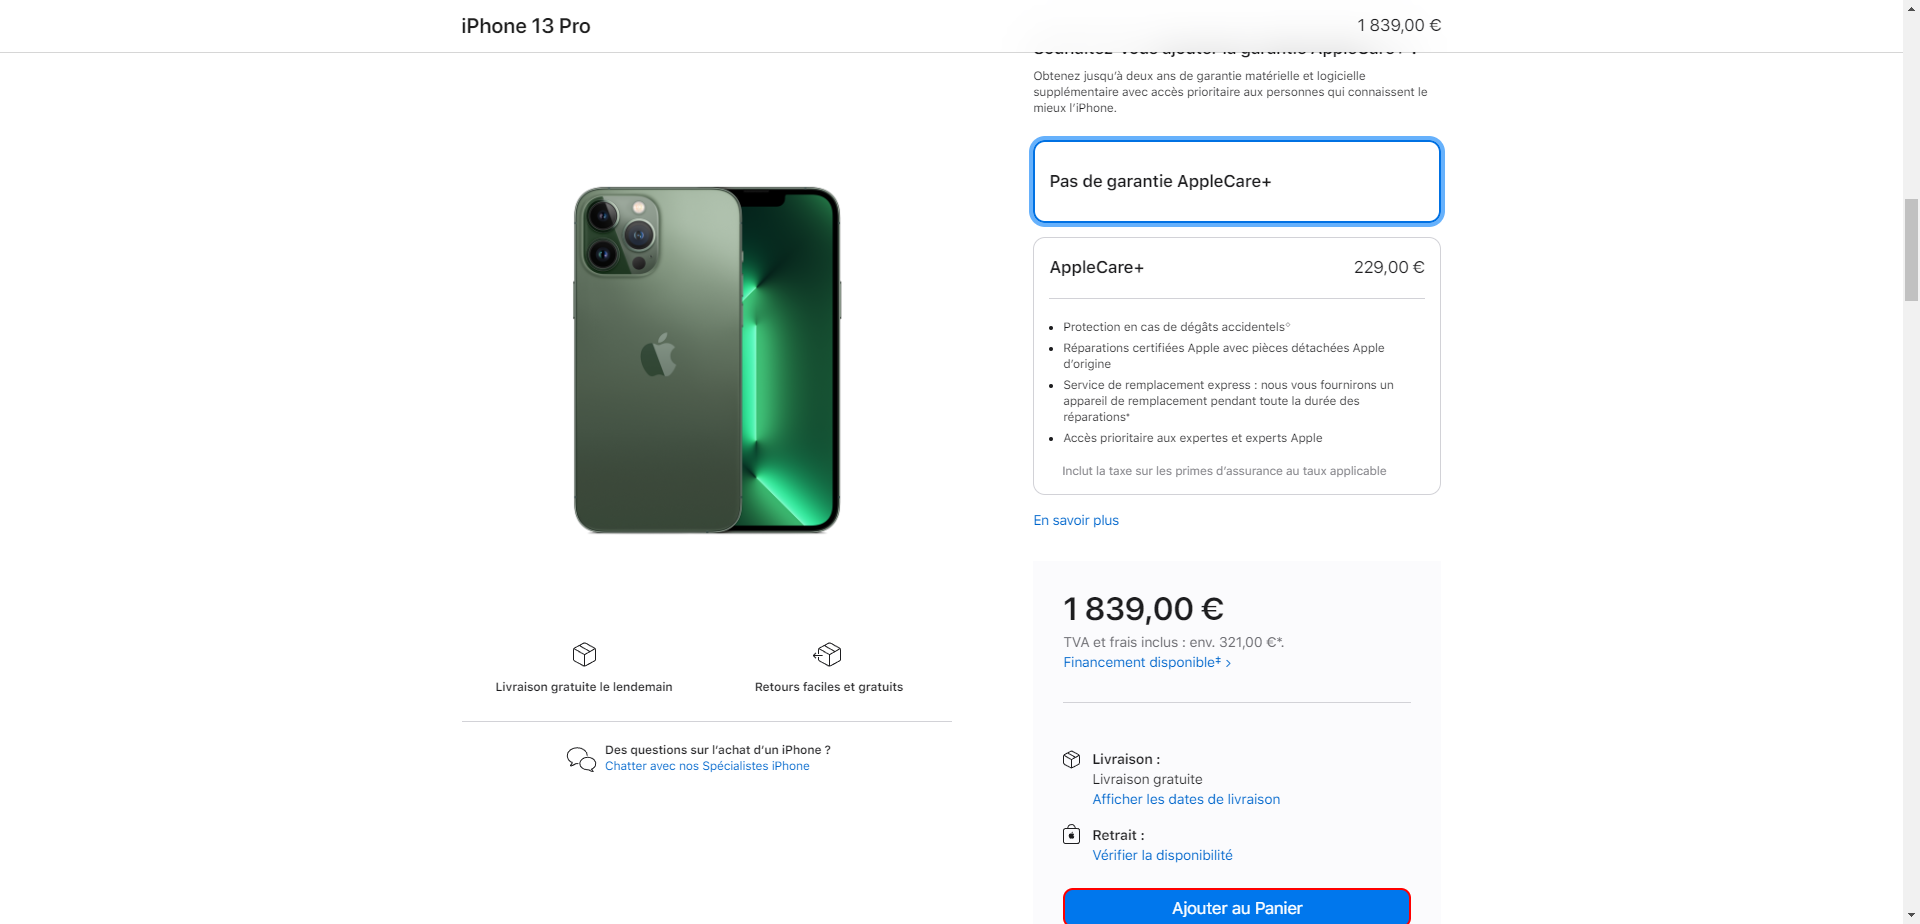 iPhone 13 Pro
1 839,00 €
Souhaitez-vous ajouter la garantie AppleCare+ ?
Obtenez jusqu’à deux ans de garantie matérielle et logicielle
supplémentaire avec accès prioritaire aux personnes qui connaissent le
mieux l’iPhone.
Pas de garantie AppleCare+
AppleCare+
229,00 €
• Protection en cas de dégâts accidentels◊
• Réparations certifiées Apple avec pièces détachées Apple
d’origine
• Service de remplacement express : nous vous fournirons un
appareil de remplacement pendant toute la durée des
réparations*
• Accès prioritaire aux expertes et experts Apple
Inclut la taxe sur les primes d’assurance au taux applicable
En savoir plus
1 839,00 €
TVA et frais inclus : env. 321,00 €*.
Financement disponible‡ ›
Livraison gratuite le lendemain
Retours faciles et gratuits
Des questions sur l’achat d’un iPhone ?
Chatter avec nos Spécialistes iPhone
Livraison :
Livraison gratuite
Afficher les dates de livraison
Retrait :
Vérifier la disponibilité
Ajouter au Panier